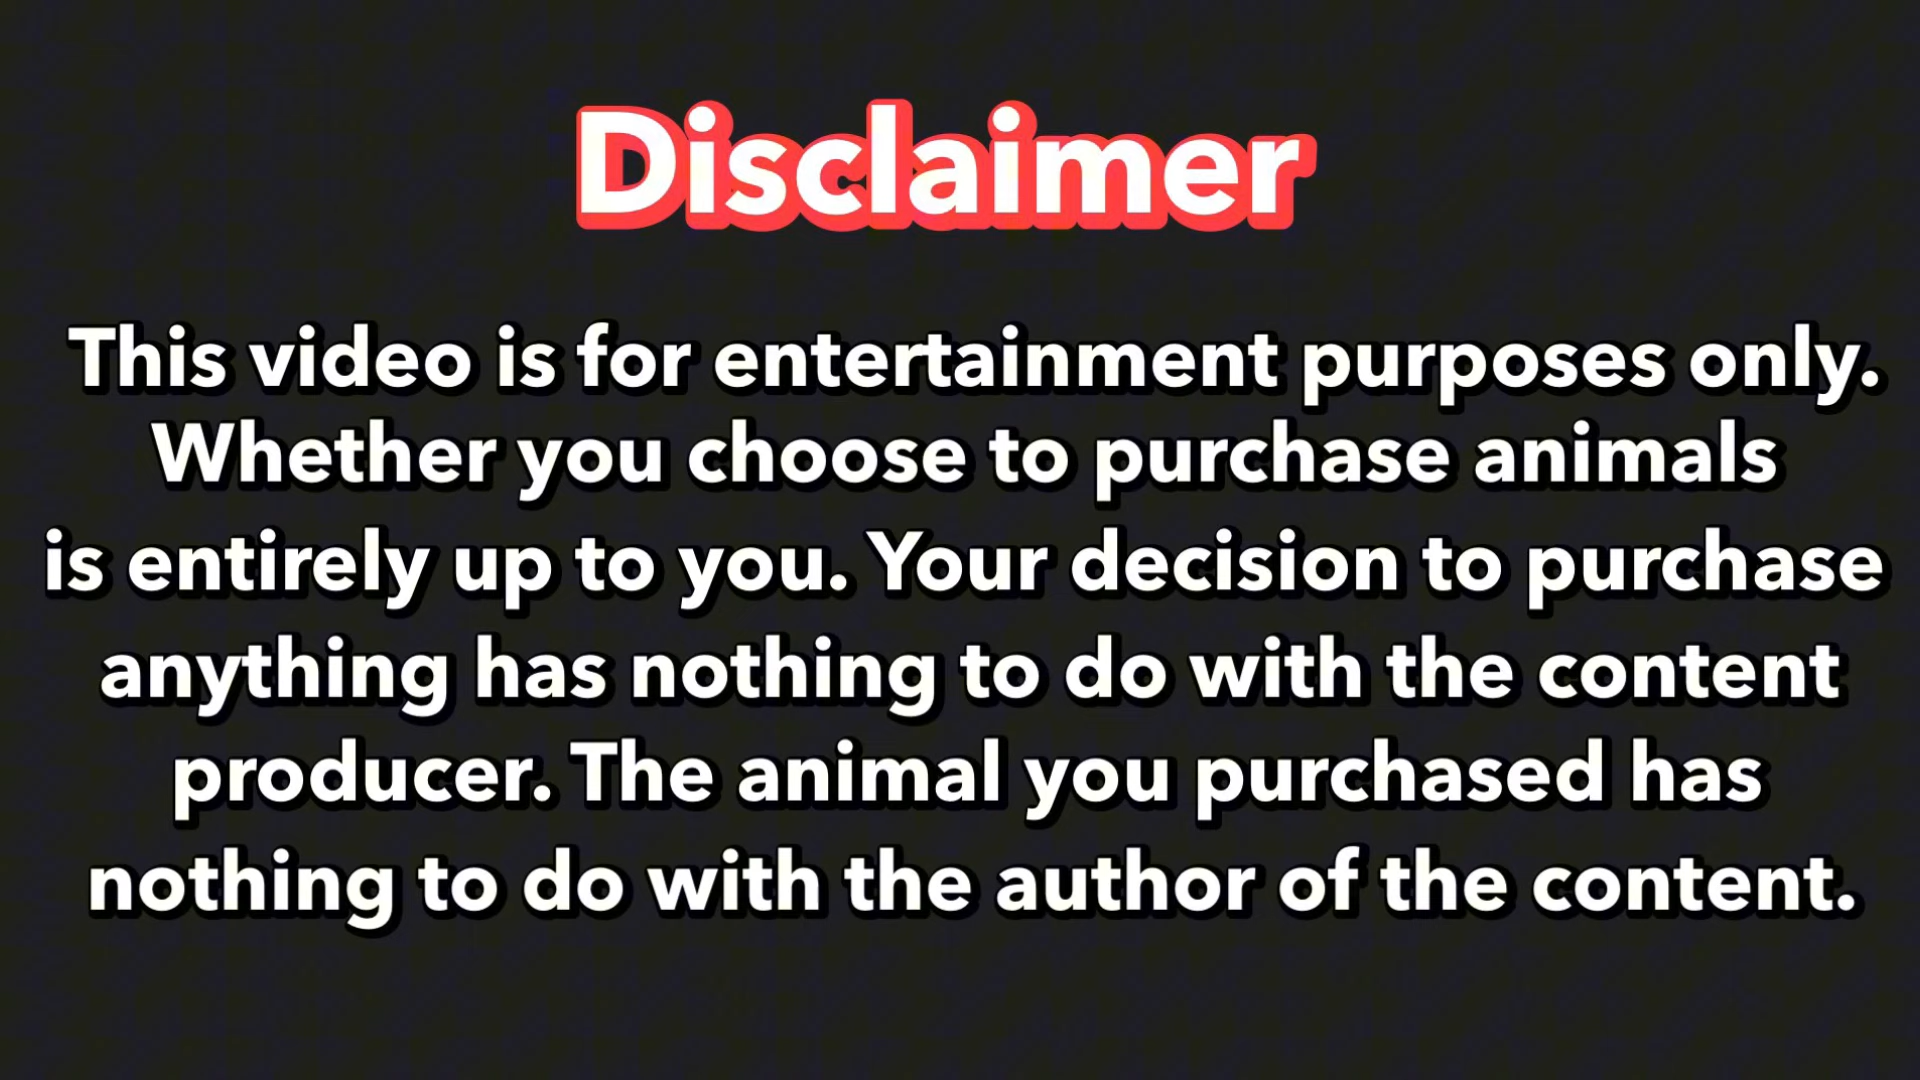 Disclaimer
This video is for entertainment purposes only.
Whether you choose to purchase animals
is entirely up to you. Your decision to purchase
anything has nothing to do with the content
producer. The animal you purchased has
nothing to do with the author of the content.